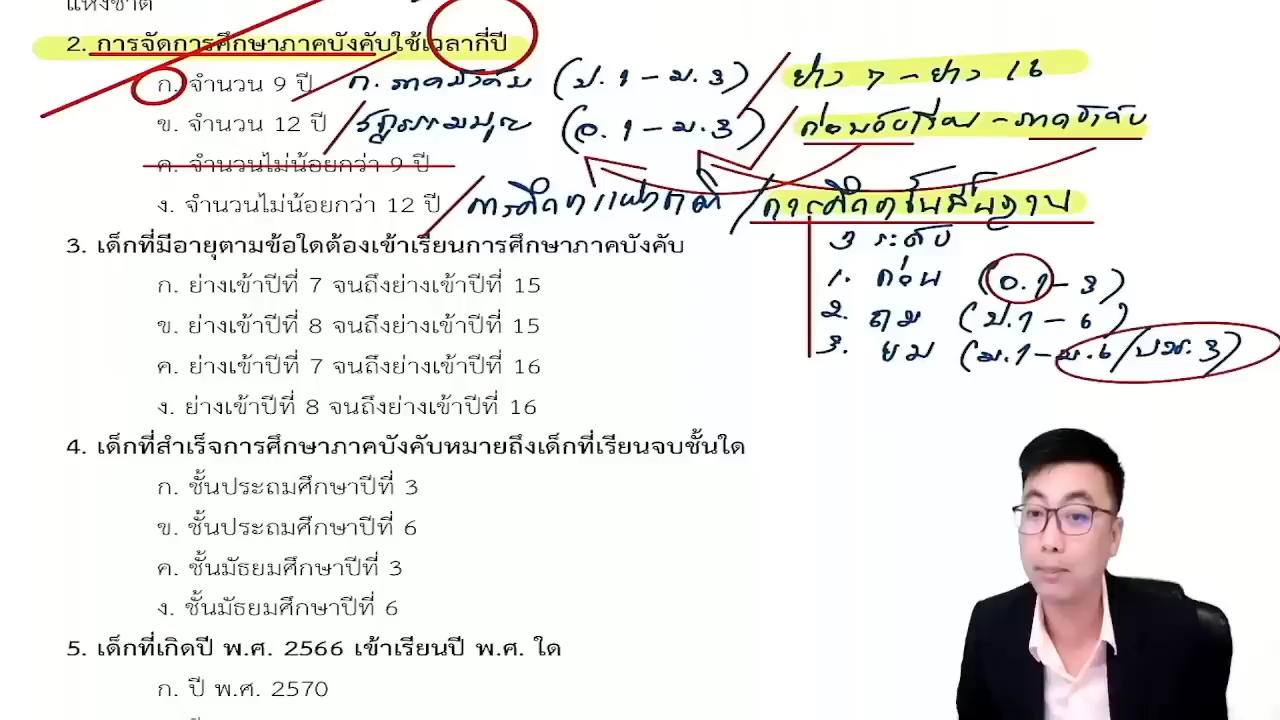 แห่งชาติ
2. การจัดการศึกษาภาคบังคับใช้เวลากี่ปี
ก. จำนวน 9 ปี ก. ภาคบังคับ (ป.1 - ม.3) ย่าง 7 - ย่าง 16
ข. จำนวน 12 ปี รัฐธรรมนูญ (อ.1 - ม.3) ก่อนวัยเรียน - ภาคบังคับ
ค. จำนวนไม่น้อยกว่า 9 ปี
ง. จำนวนไม่น้อยกว่า 12 ปี การศึกษาแห่งชาติ การศึกษาขั้นพื้นฐาน
3 ระดับ
3. เด็กที่มีอายุตามข้อใดต้องเข้าเรียนการศึกษาภาคบังคับ
1. ก่อน (อ.1 - 3)
ก. ย่างเข้าปีที่ 7 จนถึงย่างเข้าปีที่ 15
2. ถม (ป.1 - 6)
ข. ย่างเข้าปีที่ 8 จนถึงย่างเข้าปีที่ 15
3. ยม (ม.1 - ม.6/ปวช.3)
ค. ย่างเข้าปีที่ 7 จนถึงย่างเข้าปีที่ 16
ง. ย่างเข้าปีที่ 8 จนถึงย่างเข้าปีที่ 16
4. เด็กที่สำเร็จการศึกษาภาคบังคับหมายถึงเด็กที่เรียนจบชั้นใด
ก. ชั้นประถมศึกษาปีที่ 3
ข. ชั้นประถมศึกษาปีที่ 6
ค. ชั้นมัธยมศึกษาปีที่ 3
ง. ชั้นมัธยมศึกษาปีที่ 6
5. เด็กที่เกิดปี พ.ศ. 2566 เข้าเรียนปี พ.ศ. ใด
ก. ปี พ.ศ. 2570